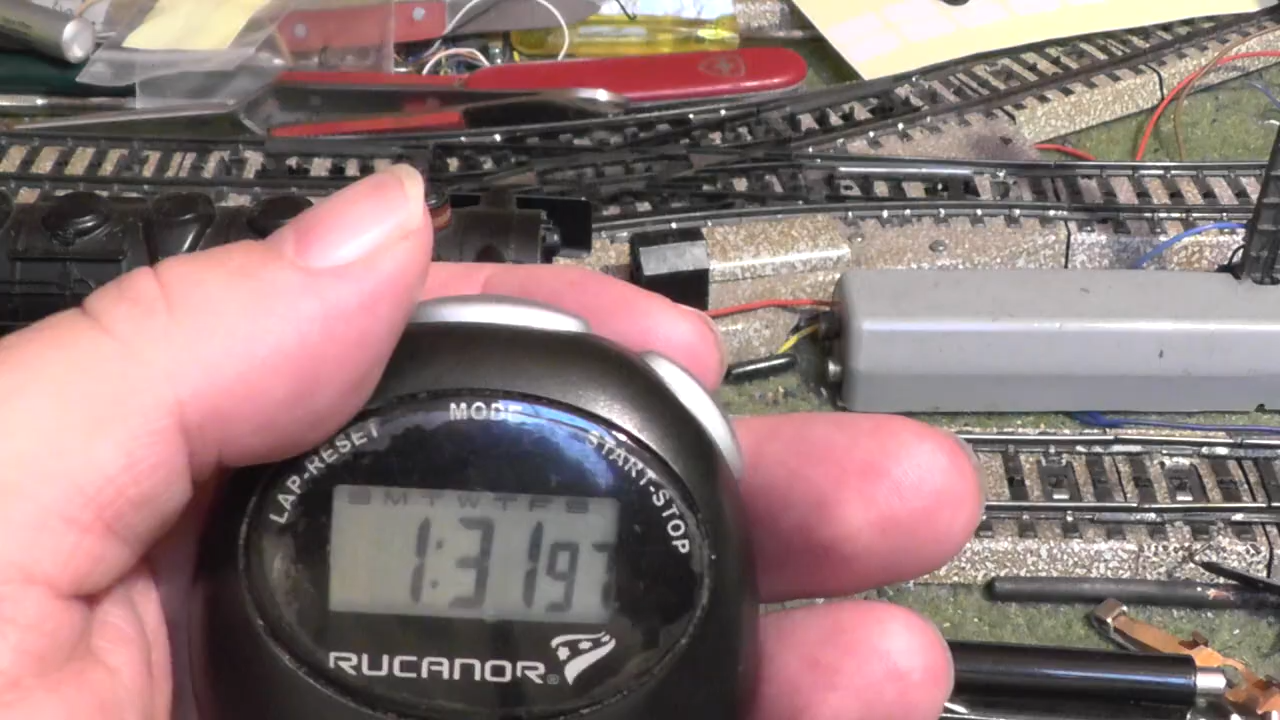 MODE
LAP-RESET
START-STOP
S M T W T F S
1:31 97
RUCANOR®